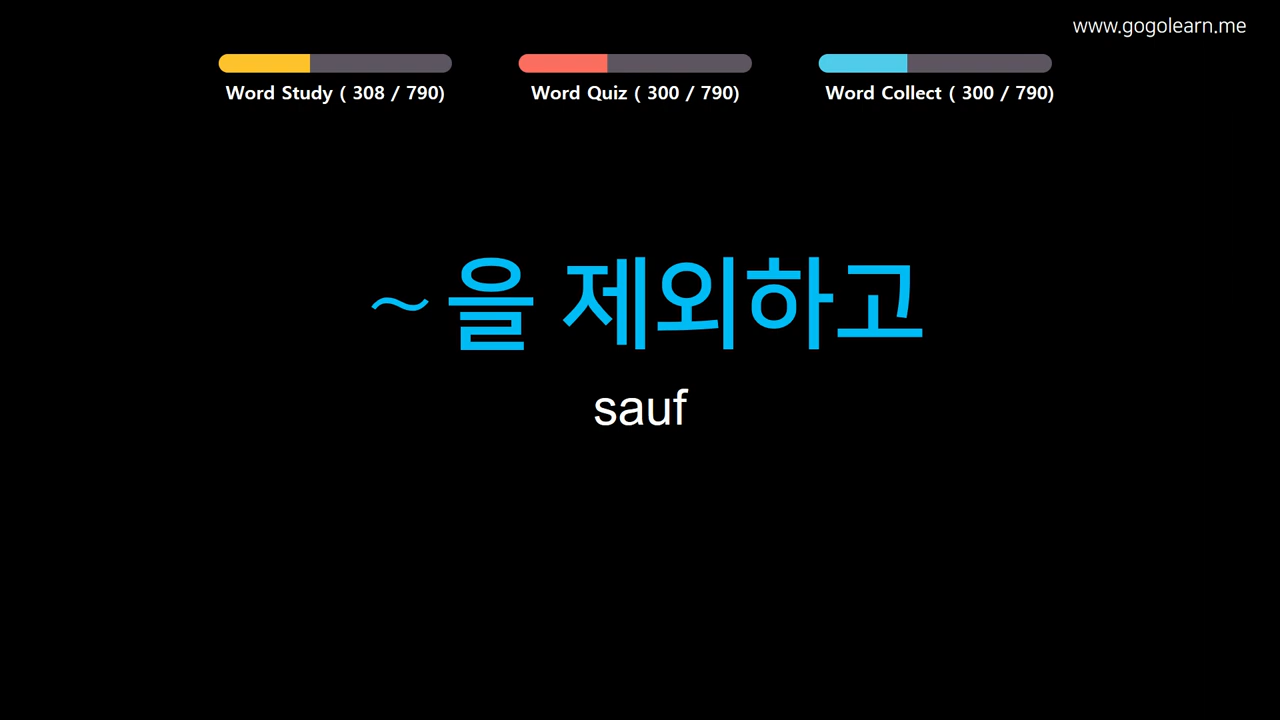 www.gogolearn.me
Word Study ( 308 / 790)
Word Quiz ( 300 / 790)
Word Collect ( 300 / 790)
~을 제외하고
sauf